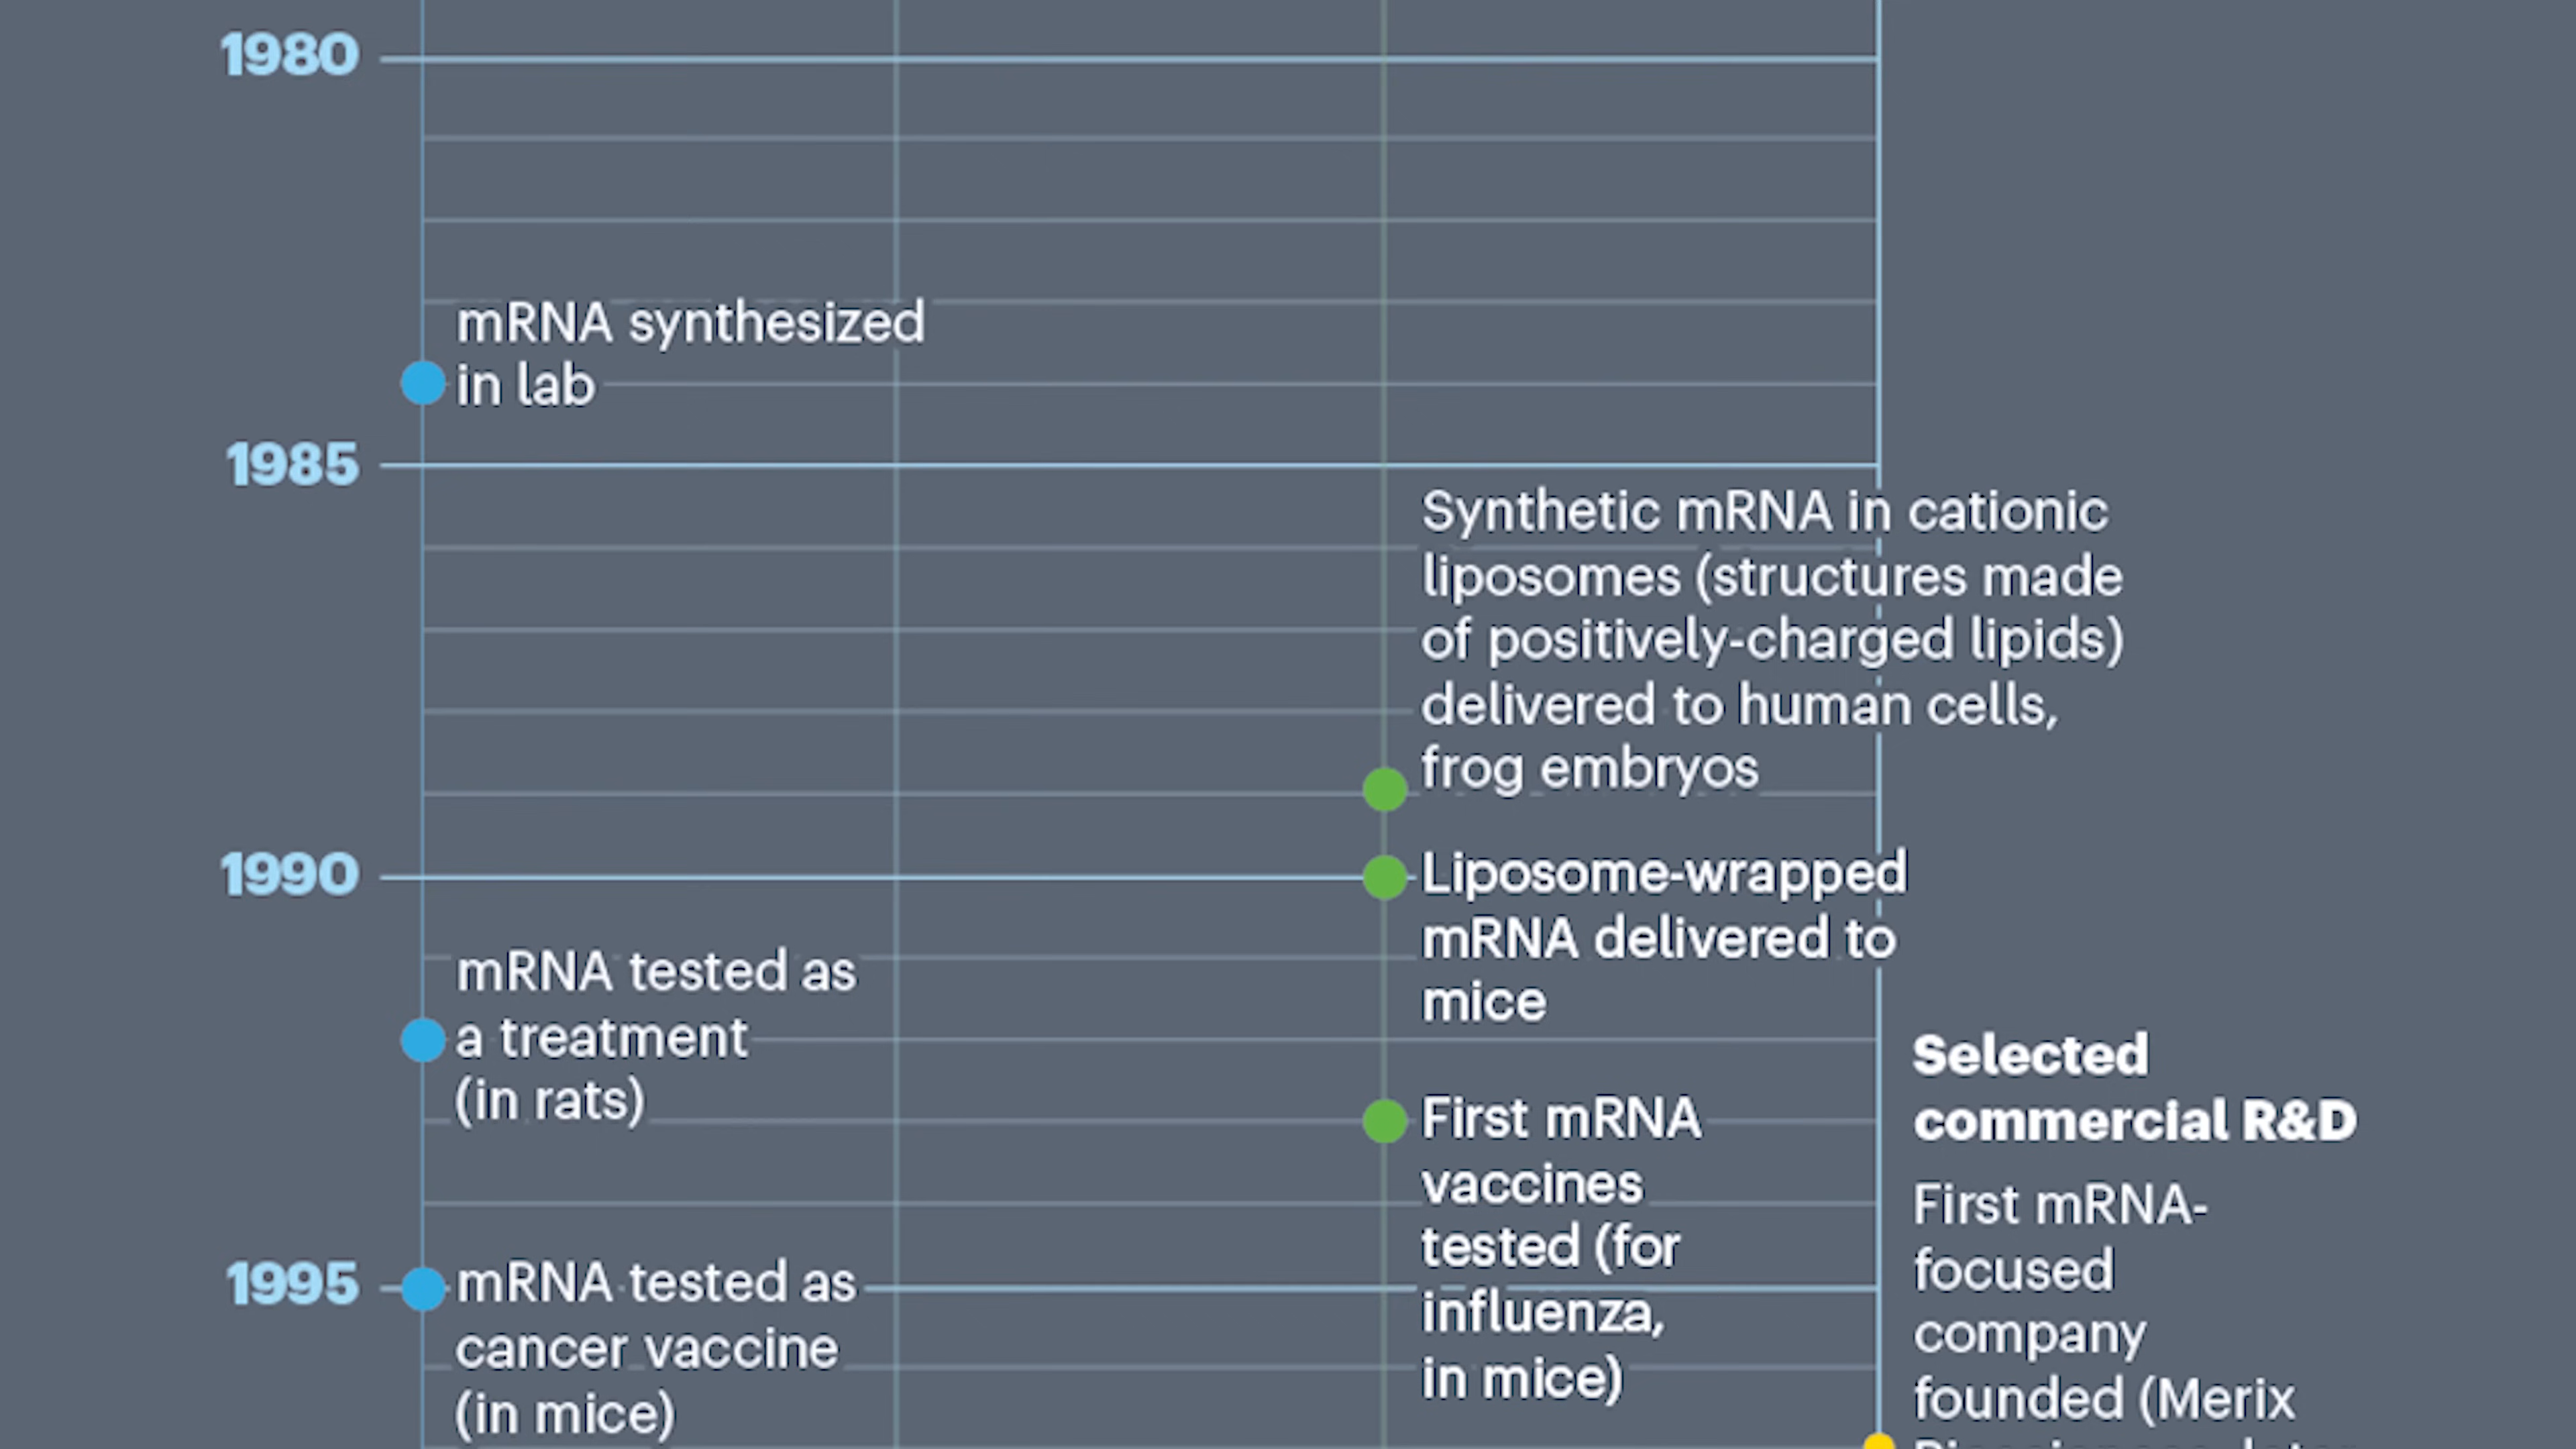 1980
mRNA synthesized
in lab
1985
Synthetic mRNA in cationic
liposomes (structures made
of positively-charged lipids)
delivered to human cells,
frog embryos
1990
Liposome-wrapped
mRNA delivered to
mice
mRNA tested as
a treatment
(in rats)
First mRNA
vaccines
tested (for
influenza,
in mice)
Selected
commercial R&D
First mRNA-
focused
company
founded (Merix
1995
mRNA tested as
cancer vaccine
(in mice)